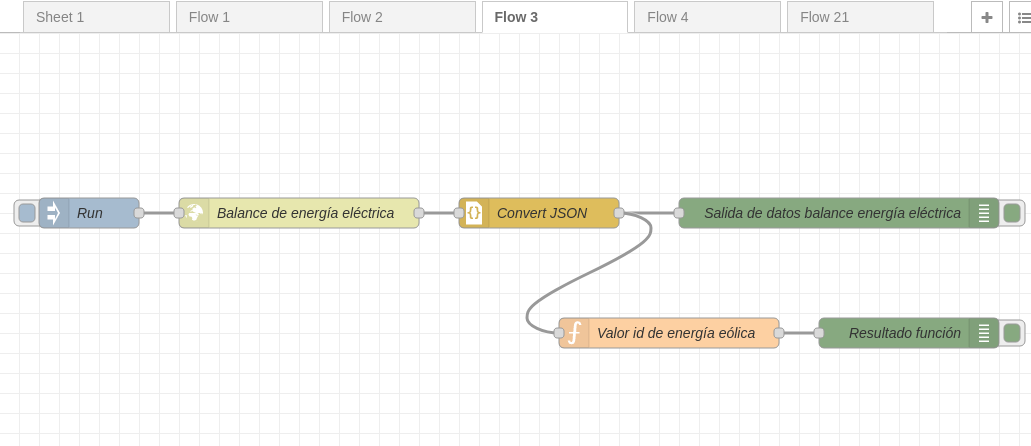 Sheet 1
Flow 1
Flow 2
Flow 3
Flow 4
Flow 21
Run
Balance de energía eléctrica
{} Convert JSON
Salida de datos balance energía eléctrica
Valor id de energía eólica
Resultado función